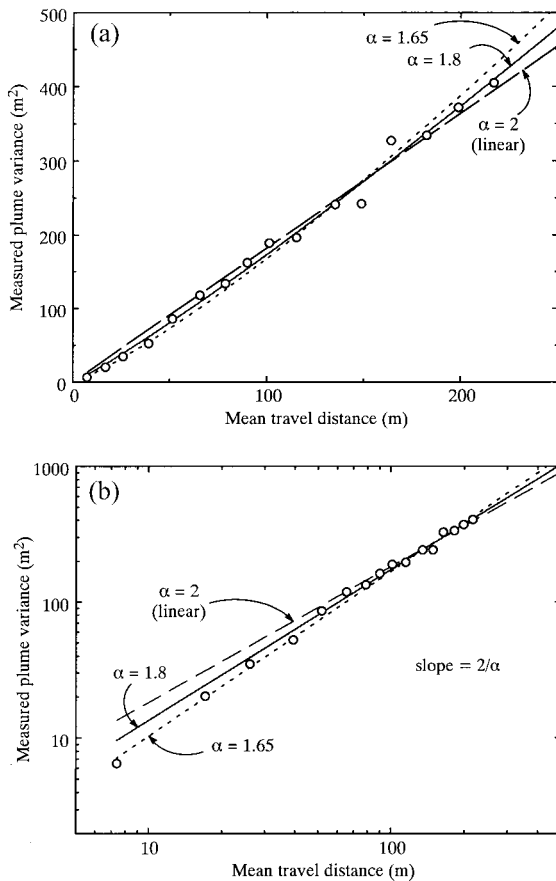 (a)
500
400
300
200
100
0
Measured plume variance (m²)
0
100
200
Mean travel distance (m)
α = 1.65
α = 1.8
α = 2
(linear)
(b)
1000
100
10
Measured plume variance (m²)
10
100
Mean travel distance (m)
α = 2
(linear)
α = 1.8
α = 1.65
slope = 2/α